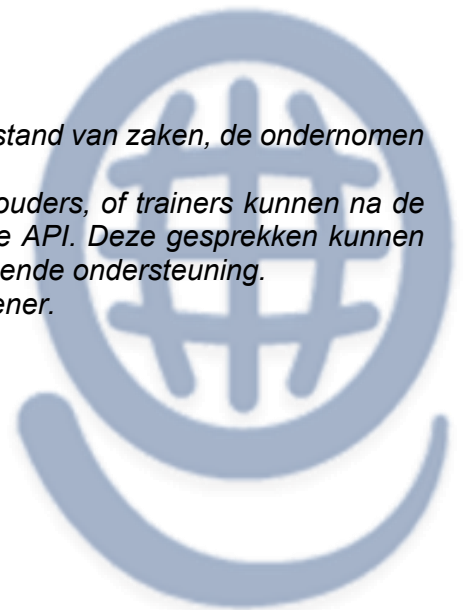 stand van zaken, de ondernomen
ouders, of trainers kunnen na de
e API. Deze gesprekken kunnen
ende ondersteuning.
ener.